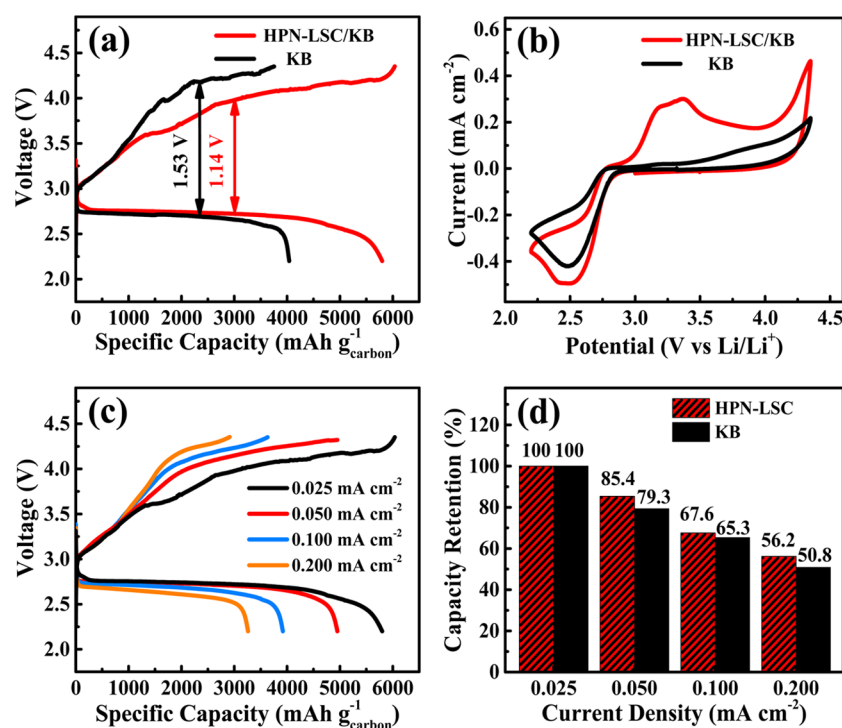 (a)
HPN-LSC/KB
KB
1.53 V
1.14 V
Voltage (V)
4.5
4.0
3.5
3.0
2.5
2.0
0 1000 2000 3000 4000 5000 6000
Specific Capacity (mAh g⁻¹carbon)
(b)
HPN-LSC/KB
KB
Current (mA cm⁻²)
0.6
0.4
0.2
0.0
-0.2
-0.4
2.0 2.5 3.0 3.5 4.0 4.5
Potential (V vs Li/Li⁺)
(c)
0.025 mA cm⁻²
0.050 mA cm⁻²
0.100 mA cm⁻²
0.200 mA cm⁻²
Voltage (V)
4.5
4.0
3.5
3.0
2.5
2.0
0 1000 2000 3000 4000 5000 6000
Specific Capacity (mAh g⁻¹carbon)
(d)
HPN-LSC
KB
Capacity Retention (%)
120
100
80
60
40
20
0
100 100
85.4
79.3
67.6
65.3
56.2
50.8
0.025 0.050 0.100 0.200
Current Density (mA cm⁻²)